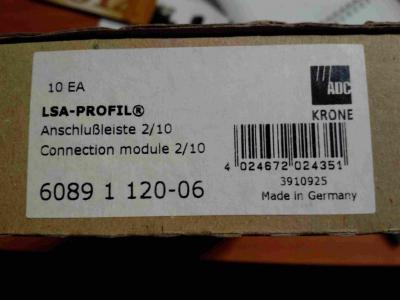 10 EA
LSA-PROFIL®
Anschlußleiste 2/10
Connection module 2/10
6089 1 120-06
ADC
KRONE
4 024672 024351
3910925
Made in Germany